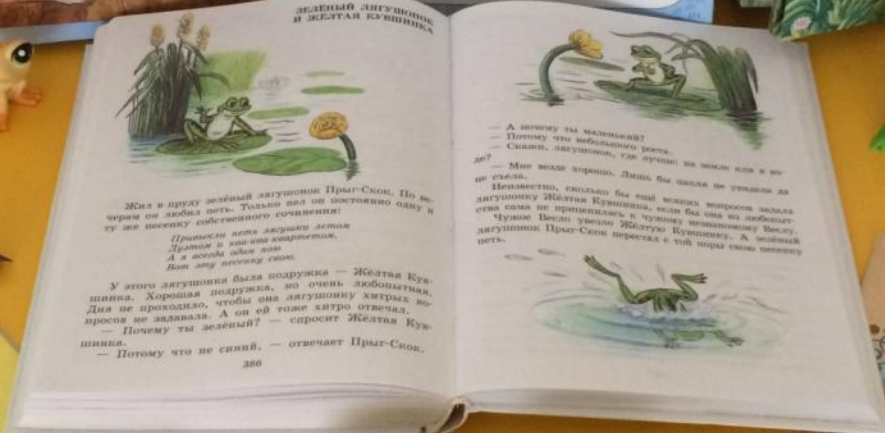 ЗЕЛЁНЫЙ ЛЯГУШОНОК
И ЖЁЛТАЯ КУВШИНКА
Жил в пруду зелёный лягушонок Прыг-Скок. По ве-
черам он любил петь. Только пел он постоянно одну и
ту же песенку собственного сочинения:
Привыкли петь лягушки летом
Дуэтом и ква-ква-квартетом.
А я всегда один пою
Вот эту песенку свою.
У этого лягушонка была подружка — Жёлтая Кув-
шинка. Хорошая подружка, но очень любопытная.
Дня не проходило, чтобы она лягушонку хитрых во-
просов не задавала. А он ей тоже хитро отвечал.
— Почему ты зелёный? — спросит Жёлтая Кув-
шинка.
— Потому что не синий, — отвечает Прыг-Скок.
386
— А почему ты маленький?
— Потому что небольшого роста.
— Скажи, лягушонок, где лучше: на земле или в во-
де?
— Мне везде хорошо. Лишь бы цапля не увидела да
не съела.
Неизвестно, сколько бы ещё всяких вопросов задала
лягушонку Жёлтая Кувшинка, если бы она из любопыт-
ства сама не прицепилась к чужому незнакомому Веслу.
Чужое Весло увезло Жёлтую Кувшинку. А зелёный
лягушонок Прыг-Скок перестал с той поры свою песенку
петь.